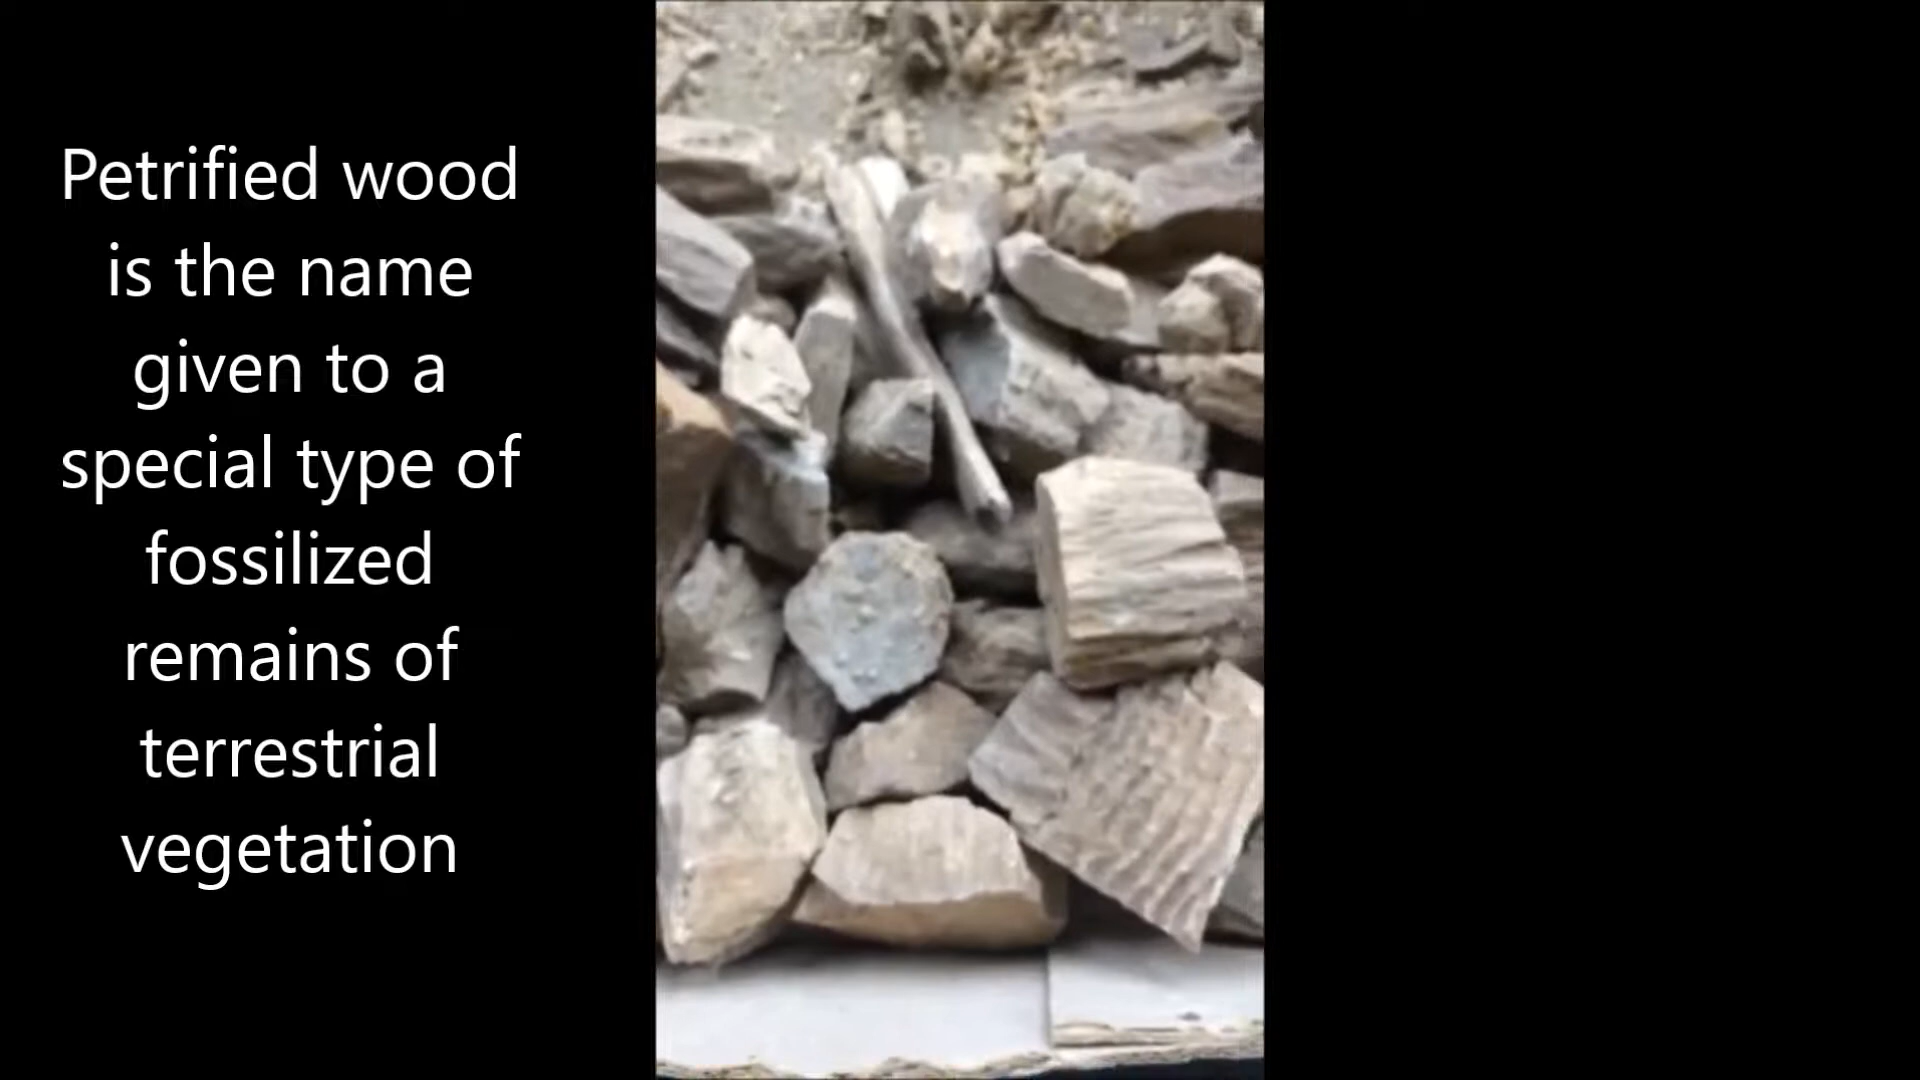 Petrified wood
is the name
given to a
special type of
fossilized
remains of
terrestrial
vegetation